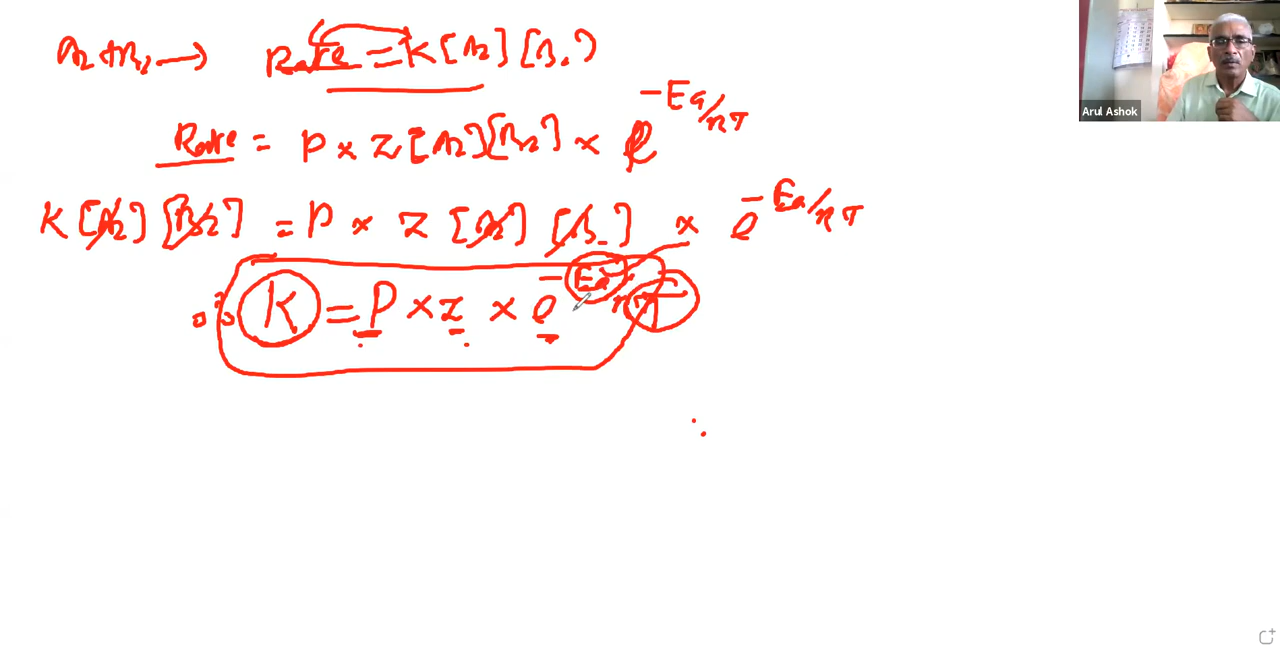 A2 + B2 → Rate = K[A2][B2]
Rate = P × Z[A2][B2] × e^-Ea/RT
K[A2][B2] = P × Z [A2][B2] × e^-Ea/RT
∴ K = P × Z × e^-Ea/RT
Arul Ashok